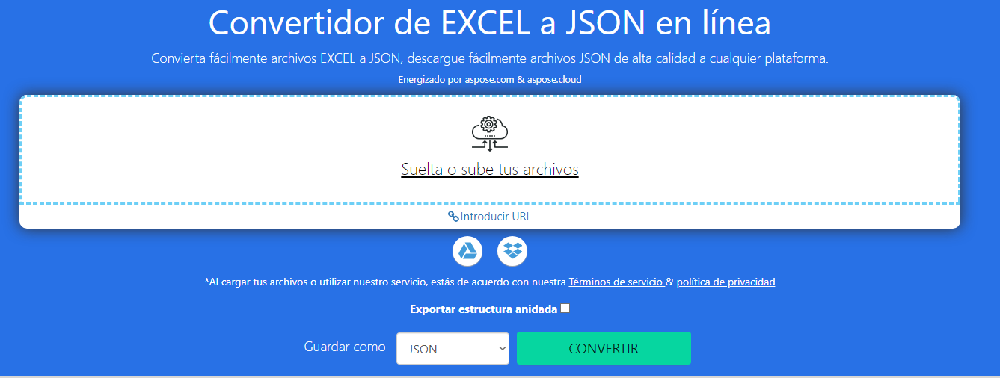 Convertidor de EXCEL a JSON en línea
Convierta fácilmente archivos EXCEL a JSON, descargue fácilmente archivos JSON de alta calidad a cualquier plataforma.
Energizado por aspose.com & aspose.cloud
Suelta o sube tus archivos
Introducir URL
*Al cargar tus archivos o utilizar nuestro servicio, estás de acuerdo con nuestra Términos de servicio & política de privacidad
Exportar estructura anidada
Guardar como JSON CONVERTIR